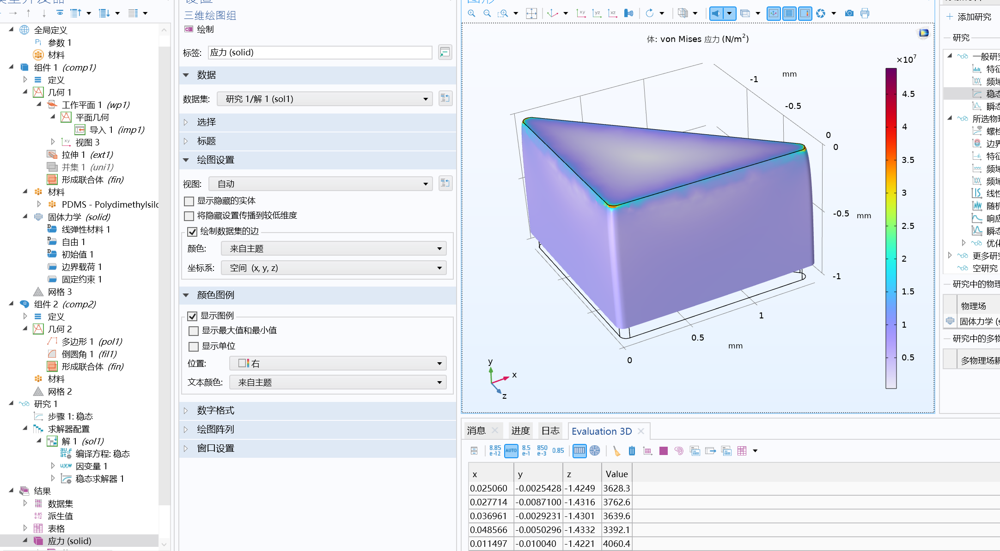 三维绘图组
绘制
标签:
应力 (solid)
数据
数据集:
研究 1/解 1 (sol1)
选择
标题
绘图设置
视图:
自动
显示隐藏的实体
将隐藏设置传播到较低维度
绘制数据集的边
颜色:
来自主题
坐标系:
空间 (x, y, z)
颜色图例
显示图例
显示最大值和最小值
显示单位
位置:
右
文本颜色:
来自主题
数字格式
绘图阵列
窗口设置
全局定义
Pi 参数 1
材料
组件 1 (comp1)
定义
几何 1
工作平面 1 (wp1)
平面几何
导入 1 (imp1)
视图 3
拉伸 1 (ext1)
并集 1 (uni1)
形成联合体 (fin)
材料
PDMS - Polydimethylsilo
固体力学 (solid)
线弹性材料 1
自由 1
初始值 1
边界载荷 1
固定约束 1
网格 3
组件 2 (comp2)
定义
几何 2
多边形 1 (pol1)
倒圆角 1 (fil1)
形成联合体 (fin)
材料
网格 2
研究 1
步骤 1: 稳态
求解器配置
解 1 (sol1)
编译方程: 稳态
因变量 1
稳态求解器 1
结果
数据集
派生值
表格
应力 (solid)
体: von Mises 应力 (N/m²)
×10⁷
4.5
4
3.5
3
2.5
2
1.5
1
0.5
mm
-1
-0.5
0
0
-0.5
mm
-1
1
0.5
mm
0
y
x
z
消息
进度
日志
Evaluation 3D
8.85 e-12
AUTO
8.5 e-1
850 e-3
0.85
x y z Value
0.025060 -0.0025428 -1.4249 3628.3
0.027714 -0.0087100 -1.4316 3762.6
0.036961 -0.0029231 -1.4301 3639.6
0.048566 -0.0050296 -1.4332 3392.1
0.011497 -0.010040 -1.4221 4060.4
添加研究
研究
一般研究
特征
频域
稳态
瞬态
所选物理
螺栓
边界
特征
频域
频域
线性
随机
响应
瞬态
优化
更多研究
空研究
研究中的物理
物理场
固体力学 (s
研究中的多物
多物理场耦